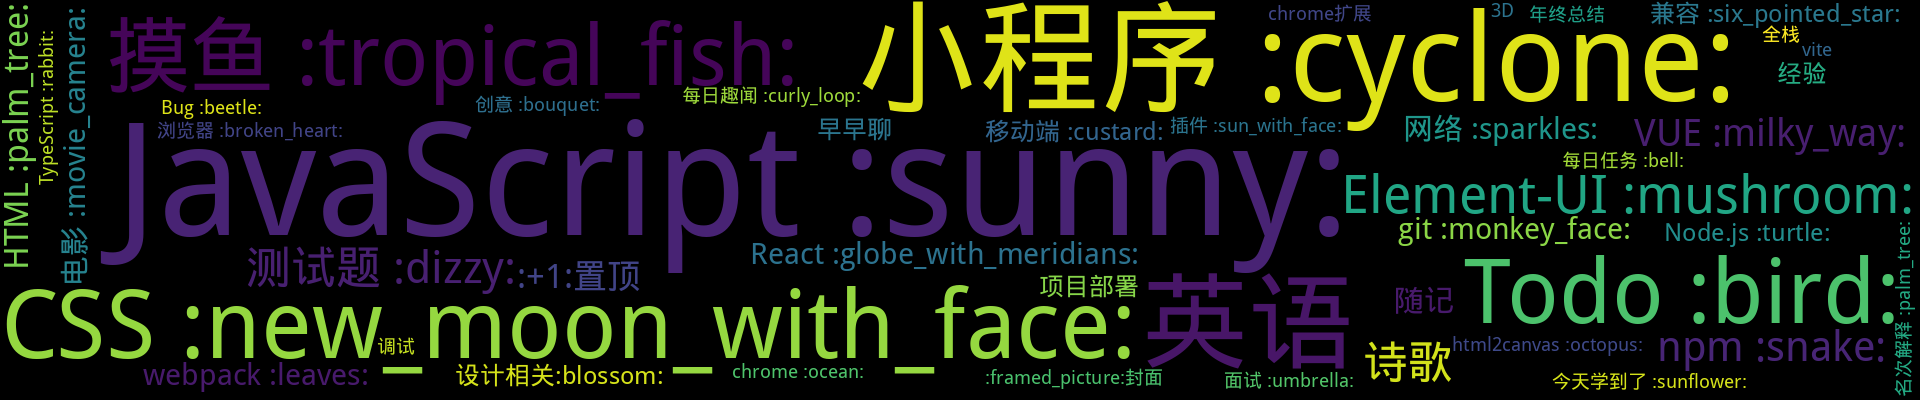 HTML :palm_tree:
TypeScript :rabbit:
电影 :movie_camera:
摸鱼 :tropical_fish:
小程序 :cyclone:
chrome扩展
3D
年终总结
兼容 :six_pointed_star:
全栈
vite
经验
Bug :beetle:
创意 :bouquet:
每日趣闻 :curly_loop:
浏览器 :broken_heart:
早早聊
移动端 :custard:
插件 :sun_with_face:
网络 :sparkles:
VUE :milky_way:
JavaScript :sunny:
每日任务 :bell:
Element-UI :mushroom:
git :monkey_face:
Node.js :turtle:
测试题 :dizzy:
:+1:置顶
React :globe_with_meridians:
项目部署
英语
随记
Todo :bird:
名次解释 :palm_tree:
CSS :new_moon_with_face:
调试
诗歌
html2canvas :octopus:
npm :snake:
webpack :leaves:
设计相关:blossom:
chrome :ocean:
:framed_picture:封面
面试 :umbrella:
今天学到了 :sunflower: